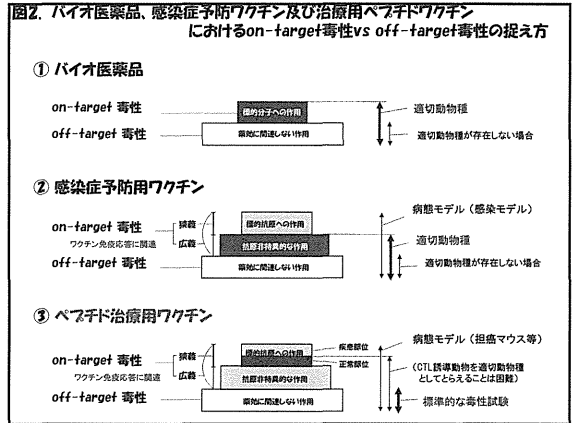 図2. バイオ医薬品、感染症予防ワクチン及び治療用ペプチドワクチン
におけるon-target毒性vs off-target毒性の捉え方
① バイオ医薬品
on-target 毒性
標的分子への作用
適切動物種
off-target 毒性
薬効に関連しない作用
適切動物種が存在しない場合
② 感染症予防用ワクチン
病態モデル（感染モデル）
on-target 毒性
狭義
標的抗原への作用
ワクチン免疫応答に関連
広義
抗原非特異的な作用
適切動物種
off-target 毒性
薬効に関連しない作用
適切動物種が存在しない場合
③ ペプチド治療用ワクチン
病態モデル（担癌マウス等）
on-target 毒性
狭義
標的抗原への作用
疾患部位
正常部位
ワクチン免疫応答に関連
広義
抗原非特異的な作用
（CTL誘導動物を適切動物種
としてとらえることは困難）
off-target 毒性
薬効に関連しない作用
標準的な毒性試験